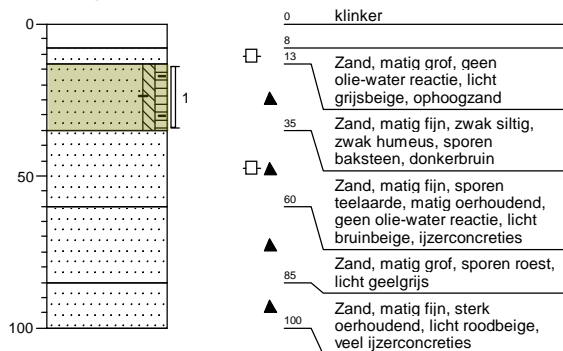 0
50
100
1
0
klinker
8
13
Zand, matig grof, geen
olie-water reactie, licht
grijsbeige, ophoogzand
35
Zand, matig fijn, zwak siltig,
zwak humeus, sporen
baksteen, donkerbruin
60
Zand, matig fijn, sporen
teelaarde, matig oerhoudend,
geen olie-water reactie, licht
bruinbeige, ijzerconcreties
85
Zand, matig grof, sporen roest,
licht geelgrijs
100
Zand, matig fijn, sterk
oerhoudend, licht roodbeige,
veel ijzerconcreties